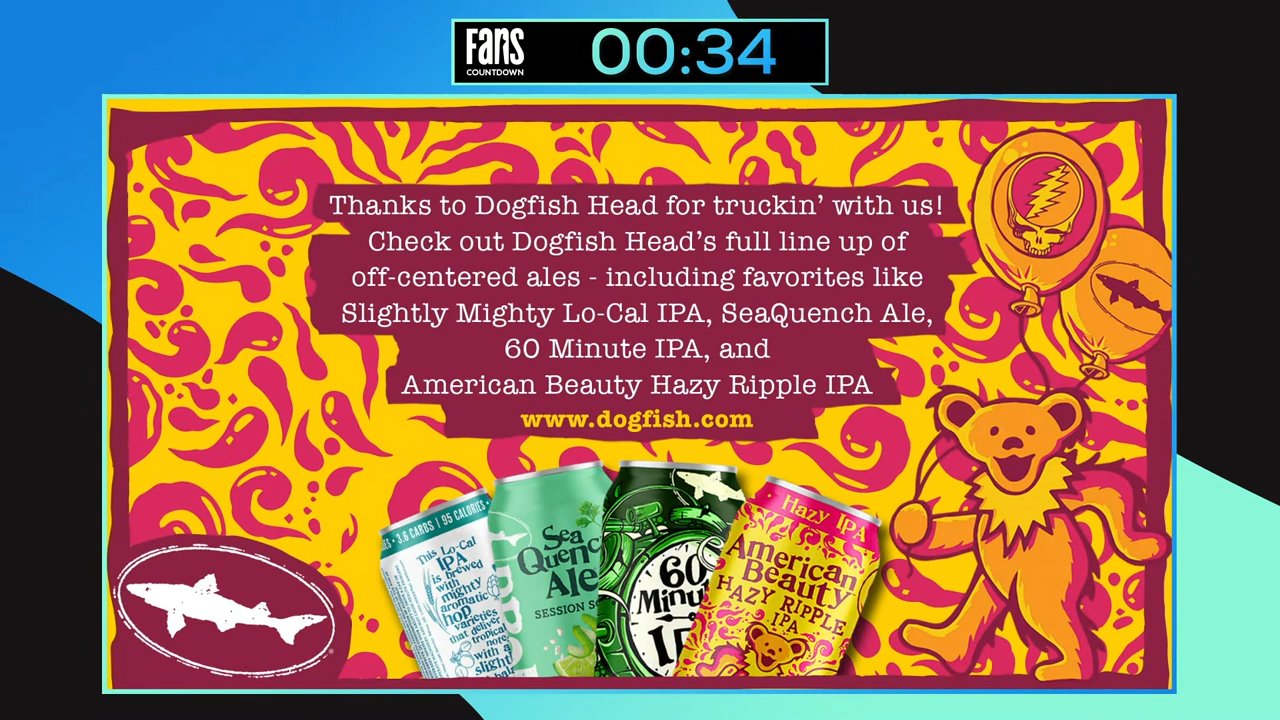 Fans
COUNTDOWN
00:34
Thanks to Dogfish Head for truckin' with us!
Check out Dogfish Head's full line up of
off-centered ales - including favorites like
Slightly Mighty Lo-Cal IPA, SeaQuench Ale,
60 Minute IPA, and
American Beauty Hazy Ripple IPA
www.dogfish.com
3.6 CARBS | 95 CALORIES
This Lo-Cal
IPA
is brewed
with
mighty
aromatic
hop
varieties
that deliver
tropical
with a
slight
Sea
Quenc
Ale
SESSION
60
Minu
Hazy IPA
American
Beauty
HAZY RIPPLE
IPA